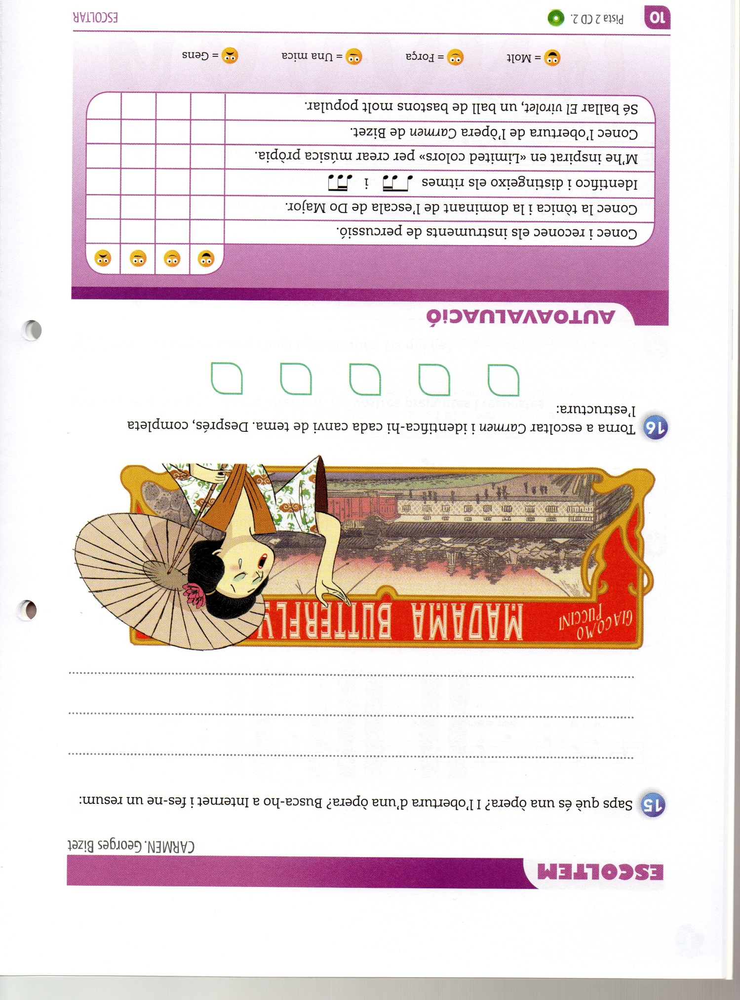 ESCOLTEM
CARMEN. Georges Bizet
15 Saps què és una òpera? I l'obertura d'una òpera? Busca-ho a Internet i fes-ne un resum:
GIACOMO
PUCCINI
MADAMA BUTTERFLY
16 Torna a escoltar Carmen i identifica-hi cada canvi de tema. Després, completa
l'estructura:
AUTOAVALUACIÓ
Conec i reconec els instruments de percussió.
Conec la tònica i la dominant de l'escala de Do Major.
Identifico i distingeixo els ritmes i
M'he inspirat en «Limited colors» per crear música pròpia.
Conec l'obertura de l'òpera Carmen de Bizet.
Sé ballar El virolet, un ball de bastons molt popular.
= Molt = Força = Una mica = Gens
10 Pista 2 CD 2. ESCOLTAR